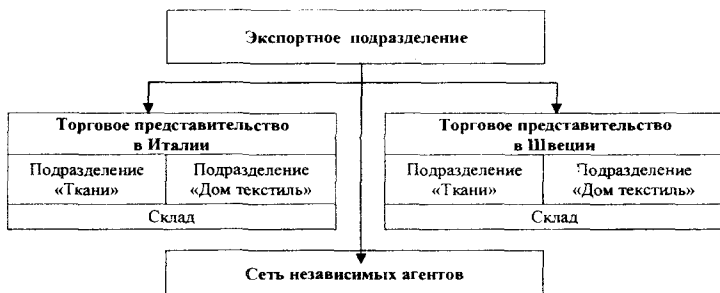 Экспортное подразделение
Торговое представительство
в Италии
Подразделение
«Ткани»
Подразделение
«Дом текстиль»
Склад
Торговое представительство
в Швеции
Подразделение
«Ткани»
Подразделение
«Дом текстиль»
Склад
Сеть независимых агентов